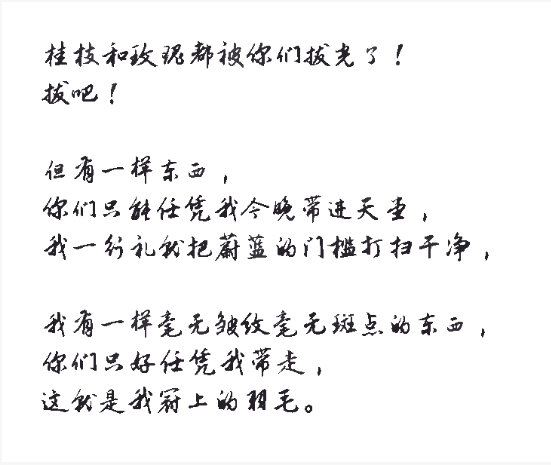 桂枝和玫瑰都被你们拔光了！
拔吧！
但有一样东西，
你们只能任凭我今晚带进天堂，
我一行礼就把蔚蓝的门槛打扫干净，
我有一样毫无皱纹毫无斑点的东西，
你们只好任凭我带走，
这就是我冠上的羽毛。